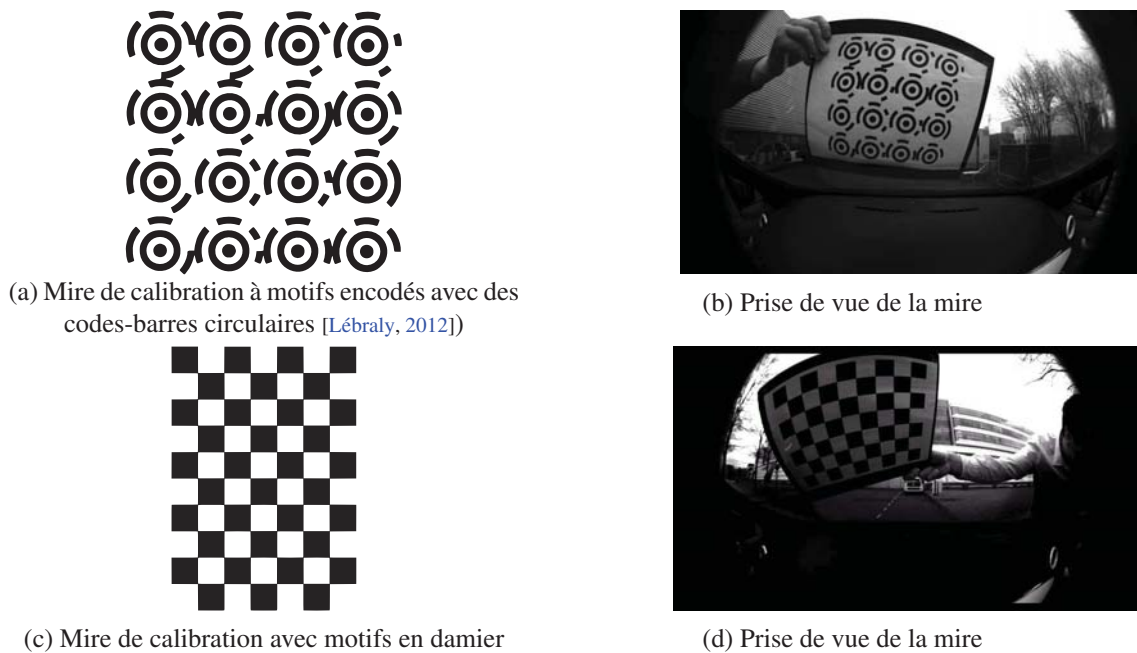 (a) Mire de calibration à motifs encodés avec des
codes-barres circulaires [Lébraly, 2012])
(b) Prise de vue de la mire
(c) Mire de calibration avec motifs en damier
(d) Prise de vue de la mire